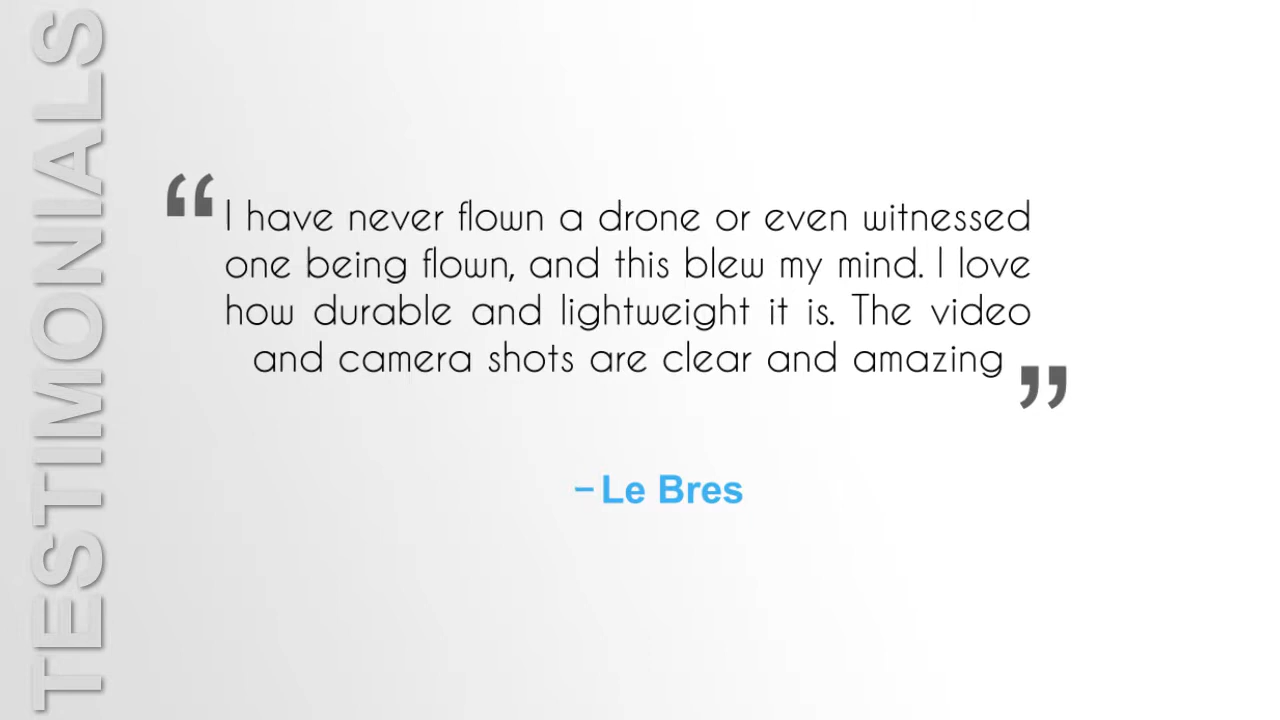 TESTIMONIALS
“I have never flown a drone or even witnessed
one being flown, and this blew my mind. I love
how durable and lightweight it is. The video
and camera shots are clear and amazing”
– Le Bres